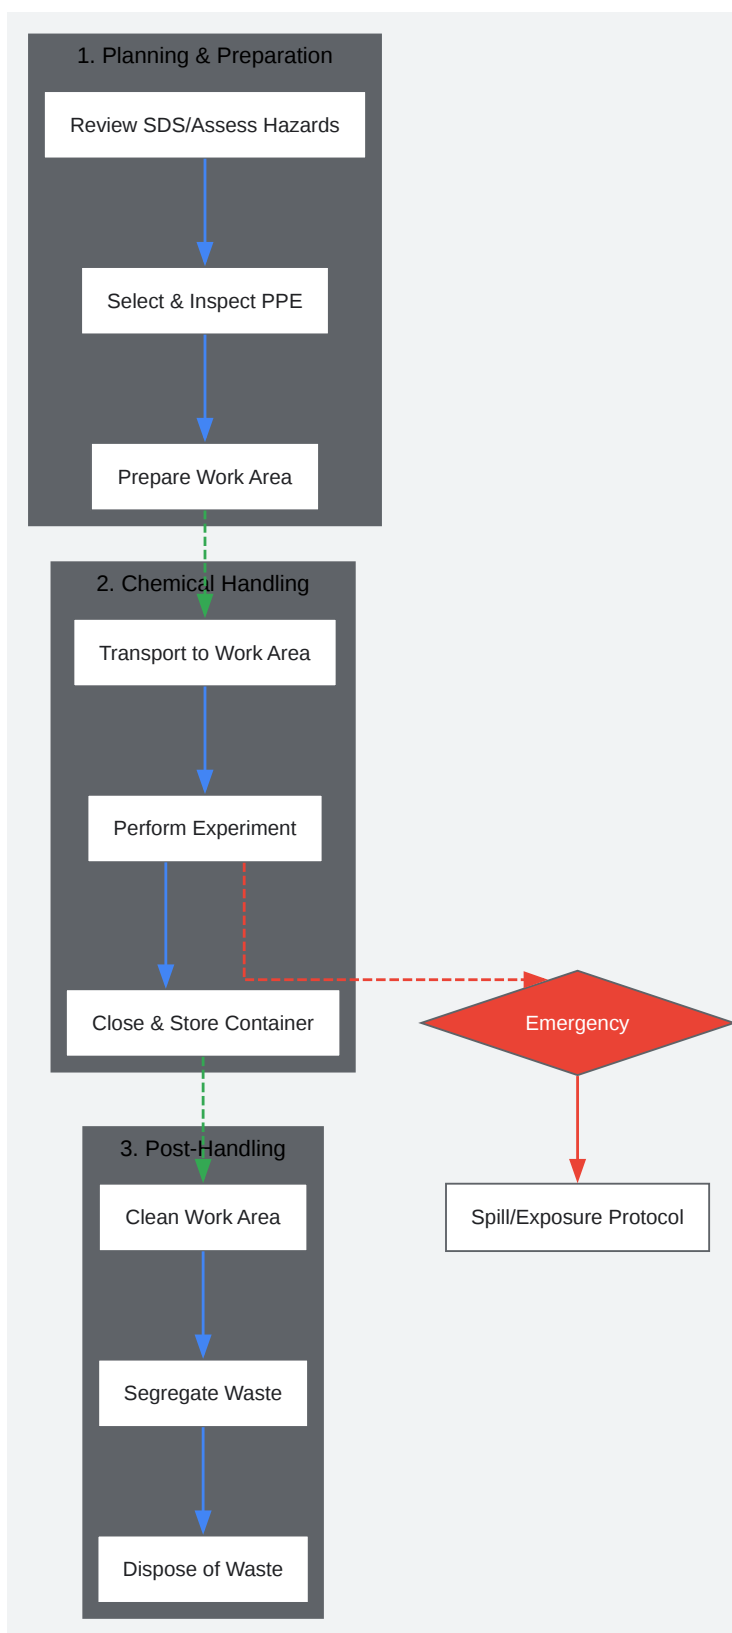 1. Planning & Preparation
Review SDS/Assess Hazards
Select & Inspect PPE
Prepare Work Area
2. Chemical Handling
Transport to Work Area
Perform Experiment
Close & Store Container
Emergency
3. Post-Handling
Clean Work Area
Spill/Exposure Protocol
Segregate Waste
Dispose of Waste